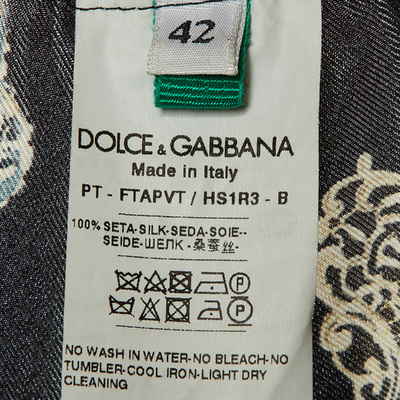 42
DOLCE & GABBANA
Made in Italy
PT - FTAPVT / HS1R3 - B
100% SETA-SILK-SEDA-SOIE--
SEIDE-ШЕЛК-桑蚕丝-
P
P
NO WASH IN WATER-NO BLEACH-NO
TUMBLER-COOL IRON-LIGHT DRY
CLEANING